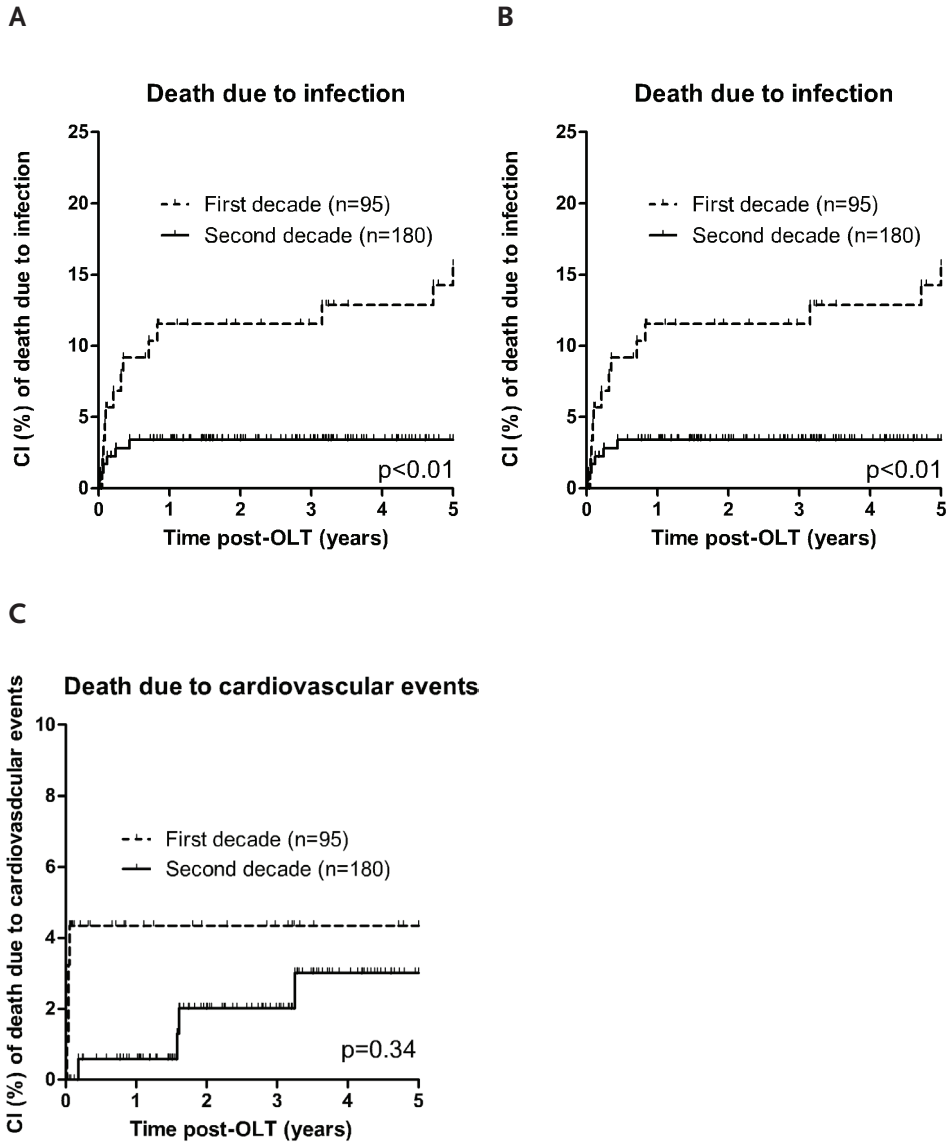 A
Death due to infection
CI (%) of death due to infection
25
20
15
10
5
0
First decade (n=95)
Second decade (n=180)
p<0.01
0 1 2 3 4 5
Time post-OLT (years)
B
Death due to infection
CI (%) of death due to infection
25
20
15
10
5
0
First decade (n=95)
Second decade (n=180)
p<0.01
0 1 2 3 4 5
Time post-OLT (years)
C
Death due to cardiovascular events
CI (%) of death due to cardiovasdcular events
10
8
6
4
2
0
First decade (n=95)
Second decade (n=180)
p=0.34
0 1 2 3 4 5
Time post-OLT (years)